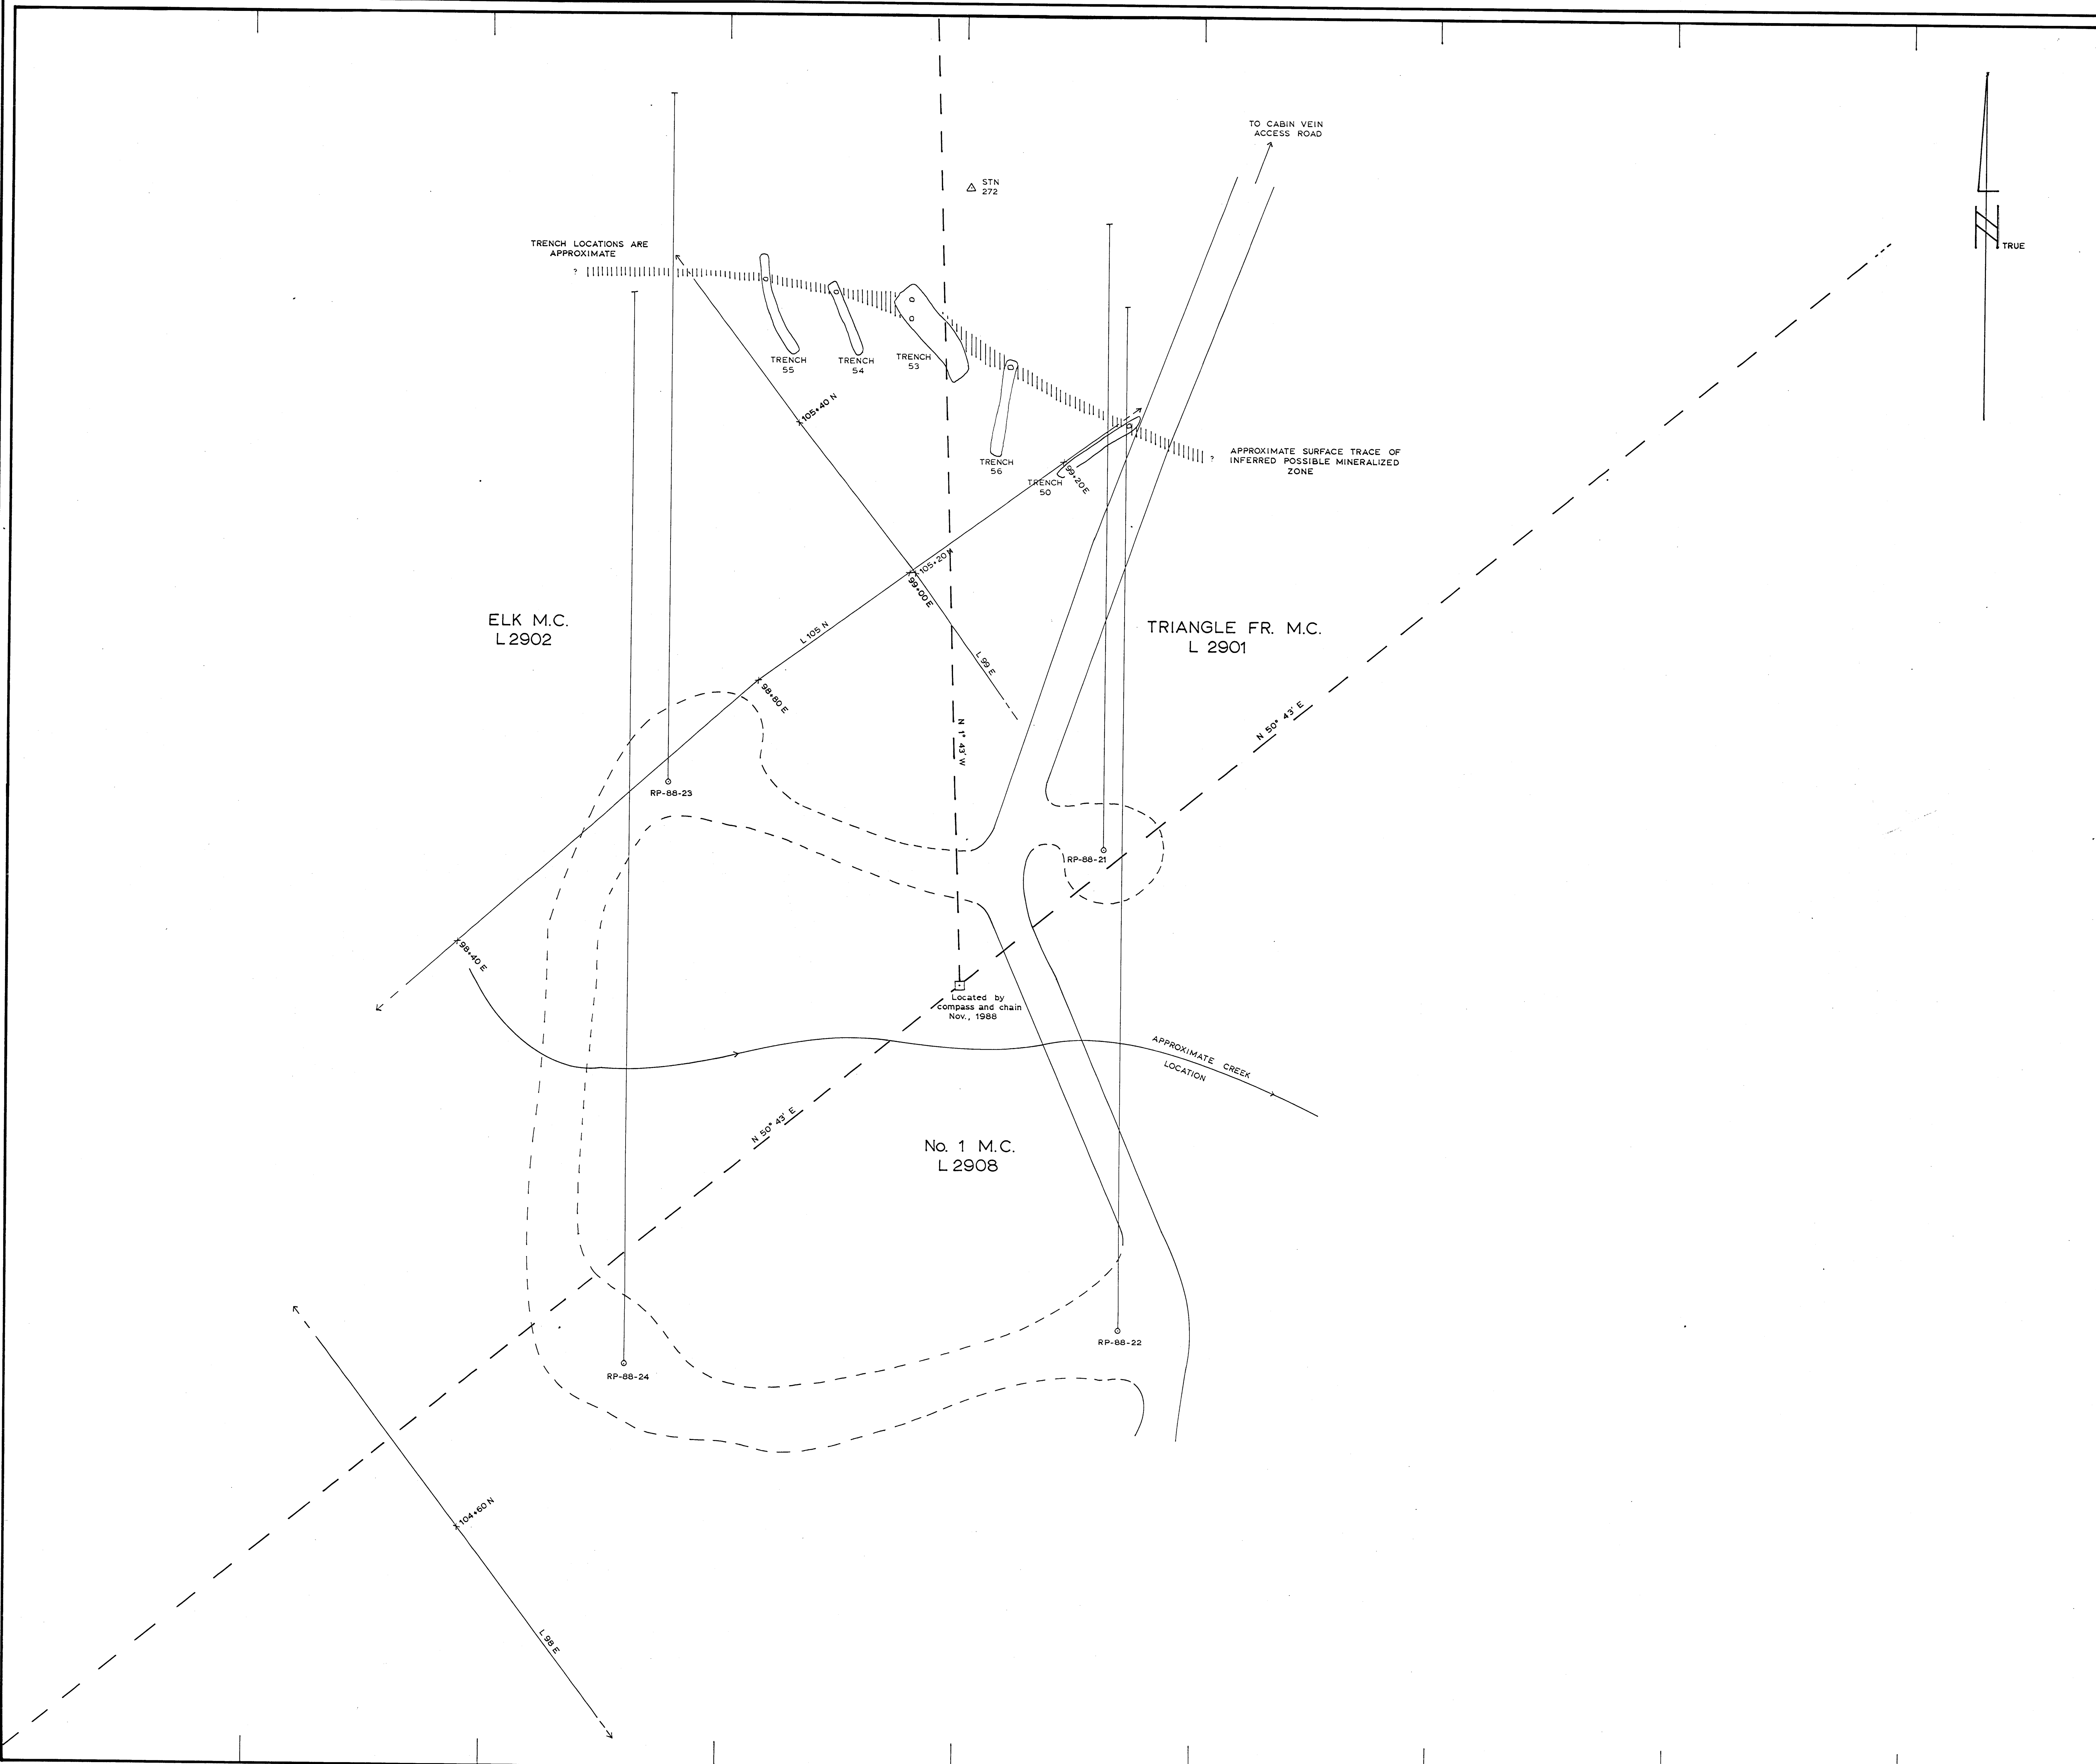 TO CABIN VEIN
ACCESS ROAD
STN
272
TRUE
N
TRENCH LOCATIONS ARE
APPROXIMATE
?
TRENCH
55
TRENCH
54
TRENCH
53
TRENCH
56
TRENCH
50
99+20E
?
APPROXIMATE SURFACE TRACE OF
INFERRED POSSIBLE MINERALIZED
ZONE
105+40 N
105+20 N
99+00 E
ELK M.C.
L 2902
L 105 N
L 99 E
TRIANGLE FR. M.C.
L 2901
98+80 E
N 1° 43' W
N 50° 43' E
RP-88-23
RP-88-21
98+40 E
Located by
compass and chain
Nov., 1988
APPROXIMATE CREEK
LOCATION
N 50° 43' E
No. 1 M.C.
L 2908
RP-88-22
RP-88-24
104+60 N
L 98 E